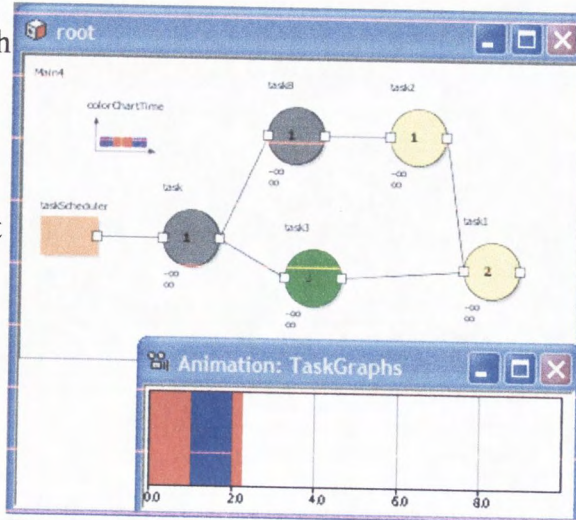 root
Main4
colorChartTime
task2
1
1
-∞
∞
-∞
∞
taskScheduler
task
1
-∞
∞
task3
-∞
∞
task1
2
-∞
∞
Animation: TaskGraphs
0.0 2.0 4.0 6.0 8.0